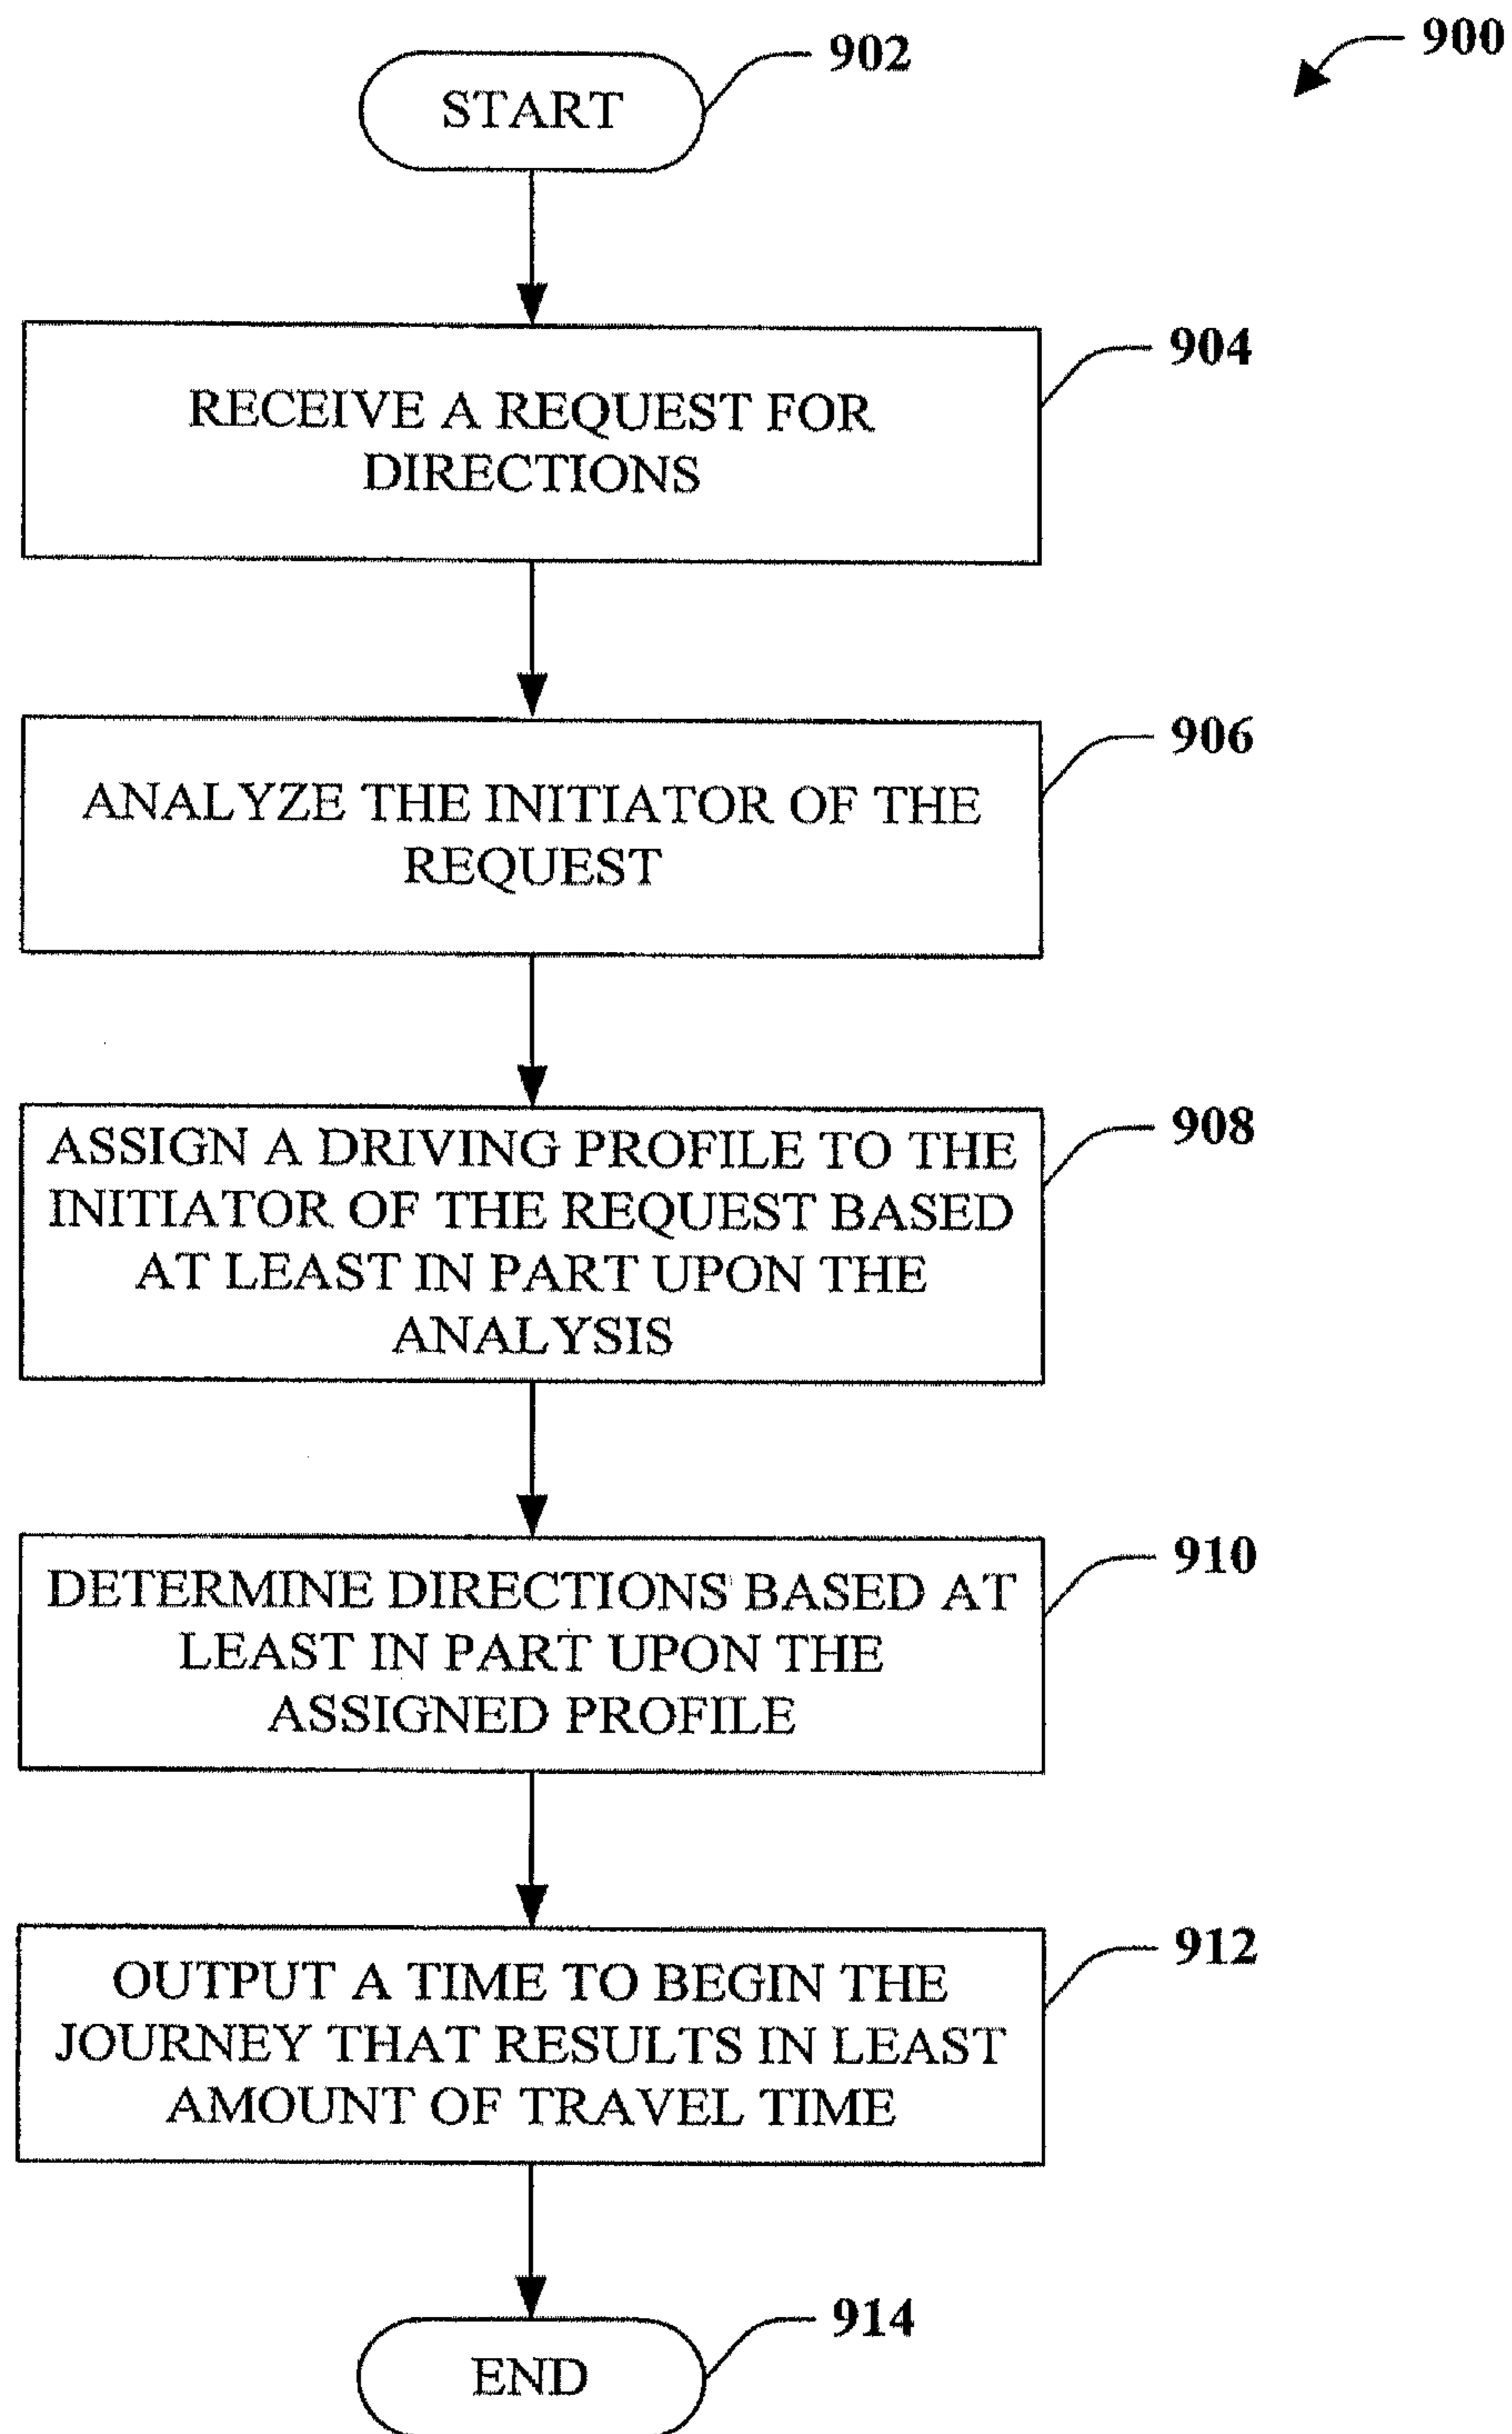 900
START
902
RECEIVE A REQUEST FOR
DIRECTIONS
904
ANALYZE THE INITIATOR OF THE
REQUEST
906
ASSIGN A DRIVING PROFILE TO THE
INITIATOR OF THE REQUEST BASED
AT LEAST IN PART UPON THE
ANALYSIS
908
DETERMINE DIRECTIONS BASED AT
LEAST IN PART UPON THE
ASSIGNED PROFILE
910
OUTPUT A TIME TO BEGIN THE
JOURNEY THAT RESULTS IN LEAST
AMOUNT OF TRAVEL TIME
912
END
914